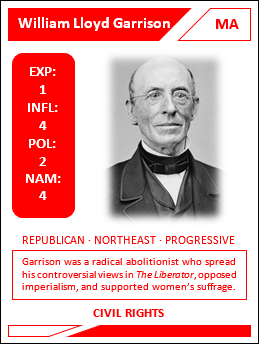 William Lloyd Garrison
MA
EXP:
1
INFL:
4
POL:
2
NAM:
4
REPUBLICAN · NORTHEAST · PROGRESSIVE
Garrison was a radical abolitionist who spread
his controversial views in The Liberator, opposed
imperialism, and supported women's suffrage.
CIVIL RIGHTS